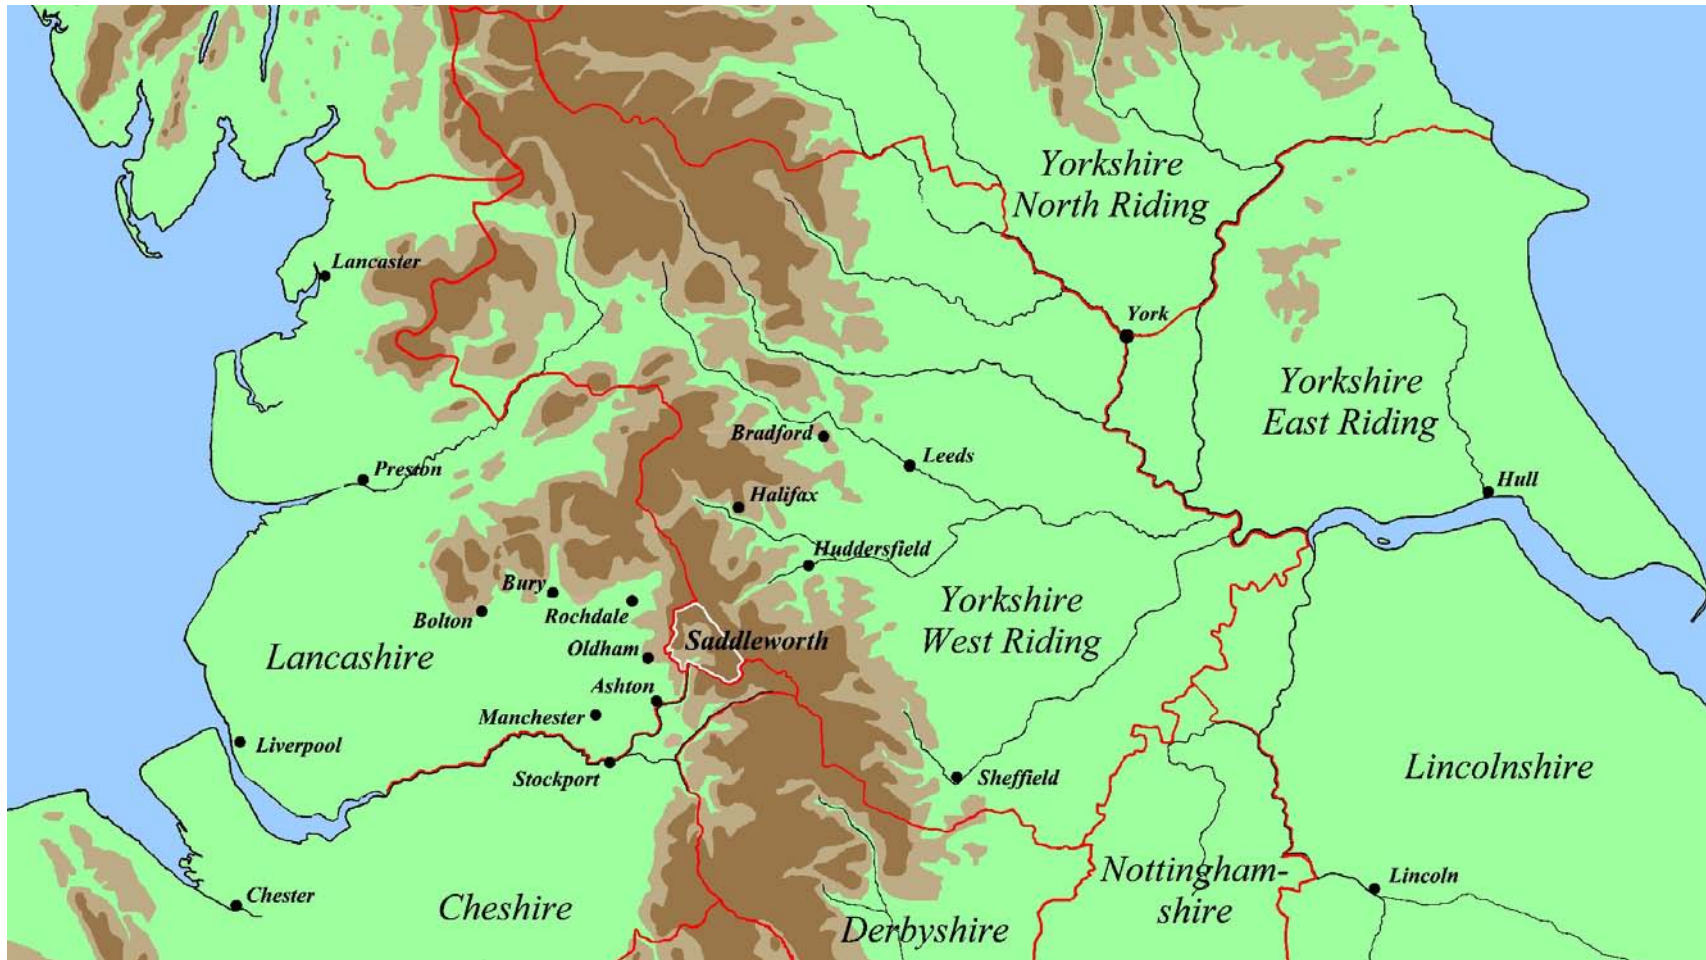 Yorkshire
North Riding
Lancaster
York
Yorkshire
East Riding
Bradford
Leeds
Preston
Halifax
Hull
Huddersfield
Bury
Yorkshire
West Riding
Bolton
Rochdale
Saddleworth
Oldham
Lancashire
Ashton
Manchester
Liverpool
Stockport
Sheffield
Lincolnshire
Nottingham-
shire
Lincoln
Chester
Cheshire
Derbyshire